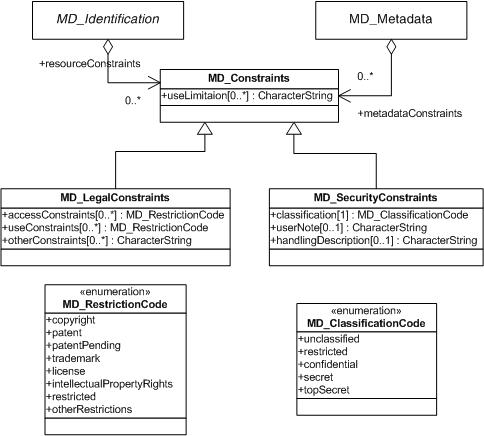 MD_Identification
MD_Metadata
+resourceConstraints
0..*
0..*
+metadataConstraints
MD_Constraints
+useLimitaion[0..*] : CharacterString
MD_LegalConstraints
+accessConstraints[0..*] : MD_RestrictionCode
+useConstraints[0..*] : MD_RestrictionCode
+otherConstraints[0..*] : CharacterString
MD_SecurityConstraints
+classification[1] : MD_ClassificationCode
+userNote[0..1] : CharacterString
+handlingDescription[0..1] : CharacterString
«enumeration»
MD_RestrictionCode
+copyright
+patent
+patentPending
+trademark
+license
+intellectualPropertyRights
+restricted
+otherRestrictions
«enumeration»
MD_ClassificationCode
+unclassified
+restricted
+confidential
+secret
+topSecret